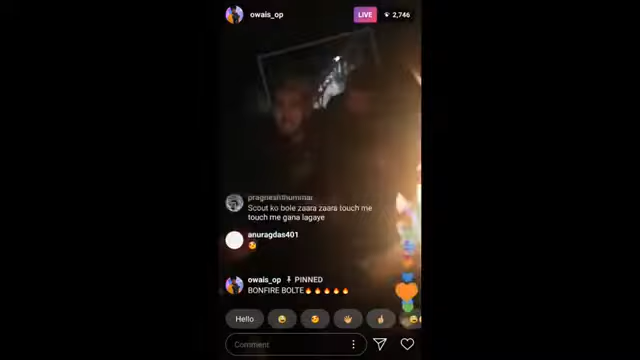 owais_op
LIVE
2,746
pragneshthummar
Scout ko bole zaara zaara touch me
touch me gana lagaye
anuragdas401
owais_op PINNED
BONFIRE BOLTE🔥🔥🔥🔥🔥
Hello
Comment